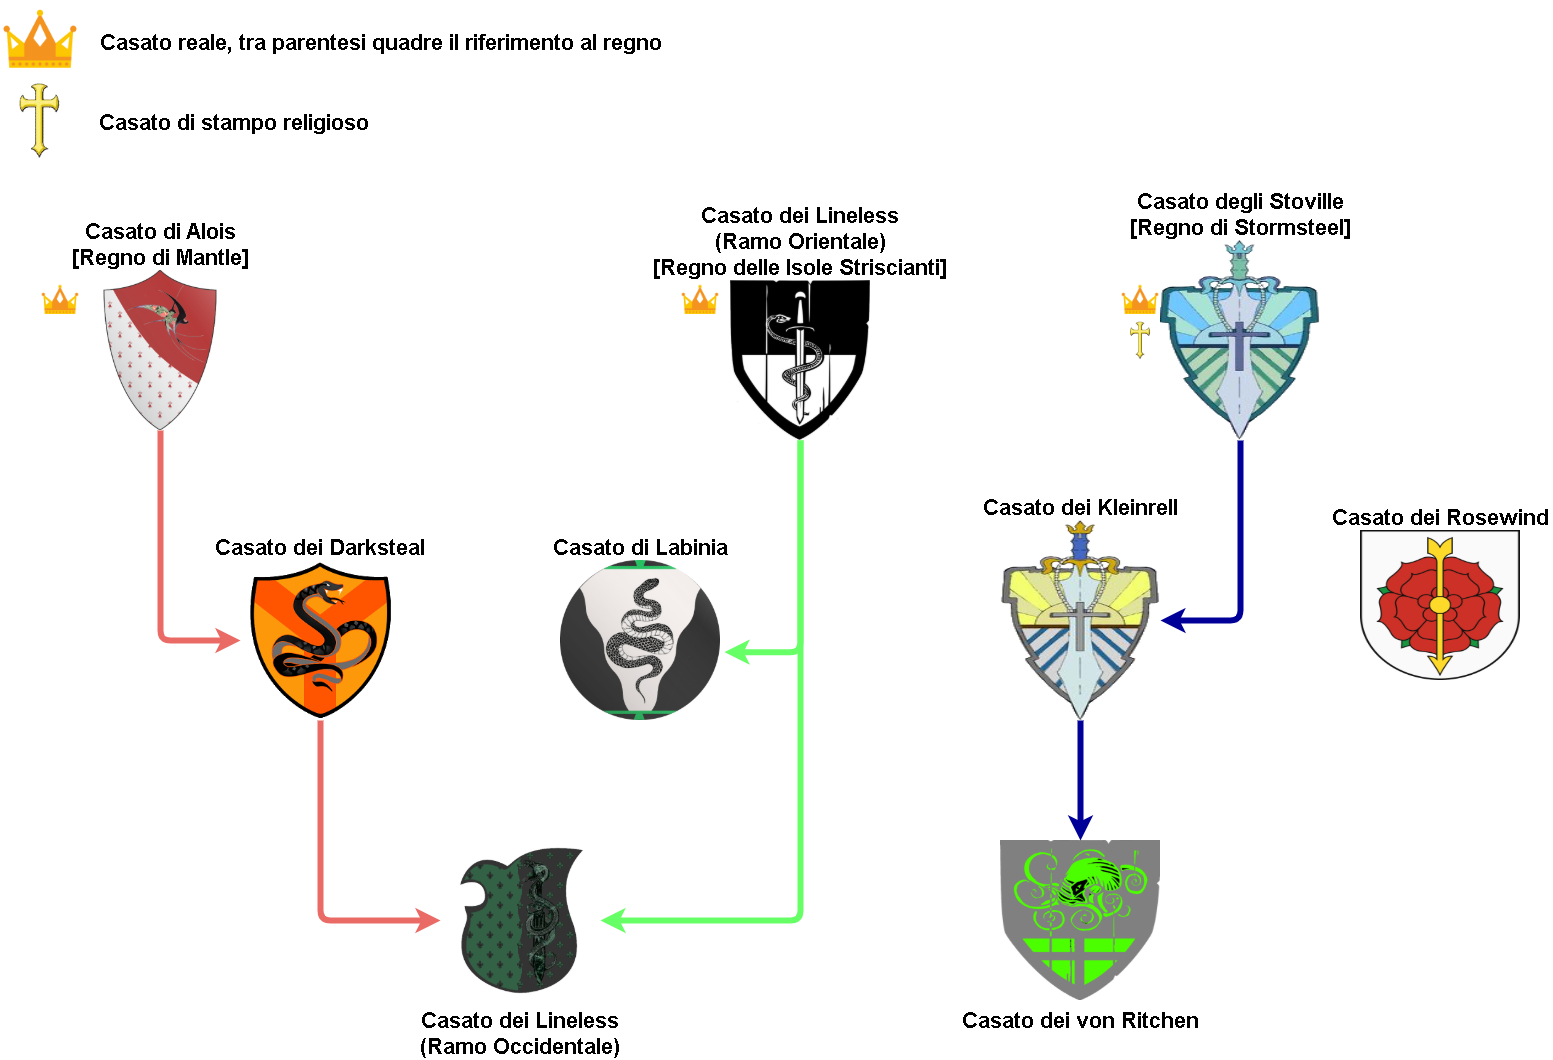 Casato reale, tra parentesi quadre il riferimento al regno
Casato di stampo religioso
Casato di Alois
[Regno di Mantle]
Casato dei Lineless
(Ramo Orientale)
[Regno delle Isole Striscianti]
Casato degli Stoville
[Regno di Stormsteel]
Casato dei Darksteal
Casato di Labinia
Casato dei Kleinrell
Casato dei Rosewind
Casato dei Lineless
(Ramo Occidentale)
Casato dei von Ritchen